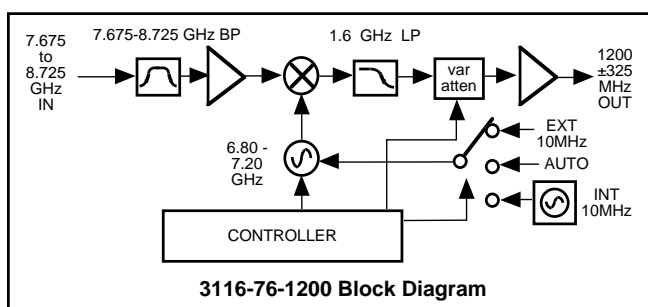 7.675
to
8.725
GHz
IN
7.675-8.725 GHz BP
1.6 GHz LP
var
atten
1200
±325
MHz
OUT
6.80 -
7.20
GHz
EXT
10MHz
AUTO
INT
10MHz
CONTROLLER
3116-76-1200 Block Diagram